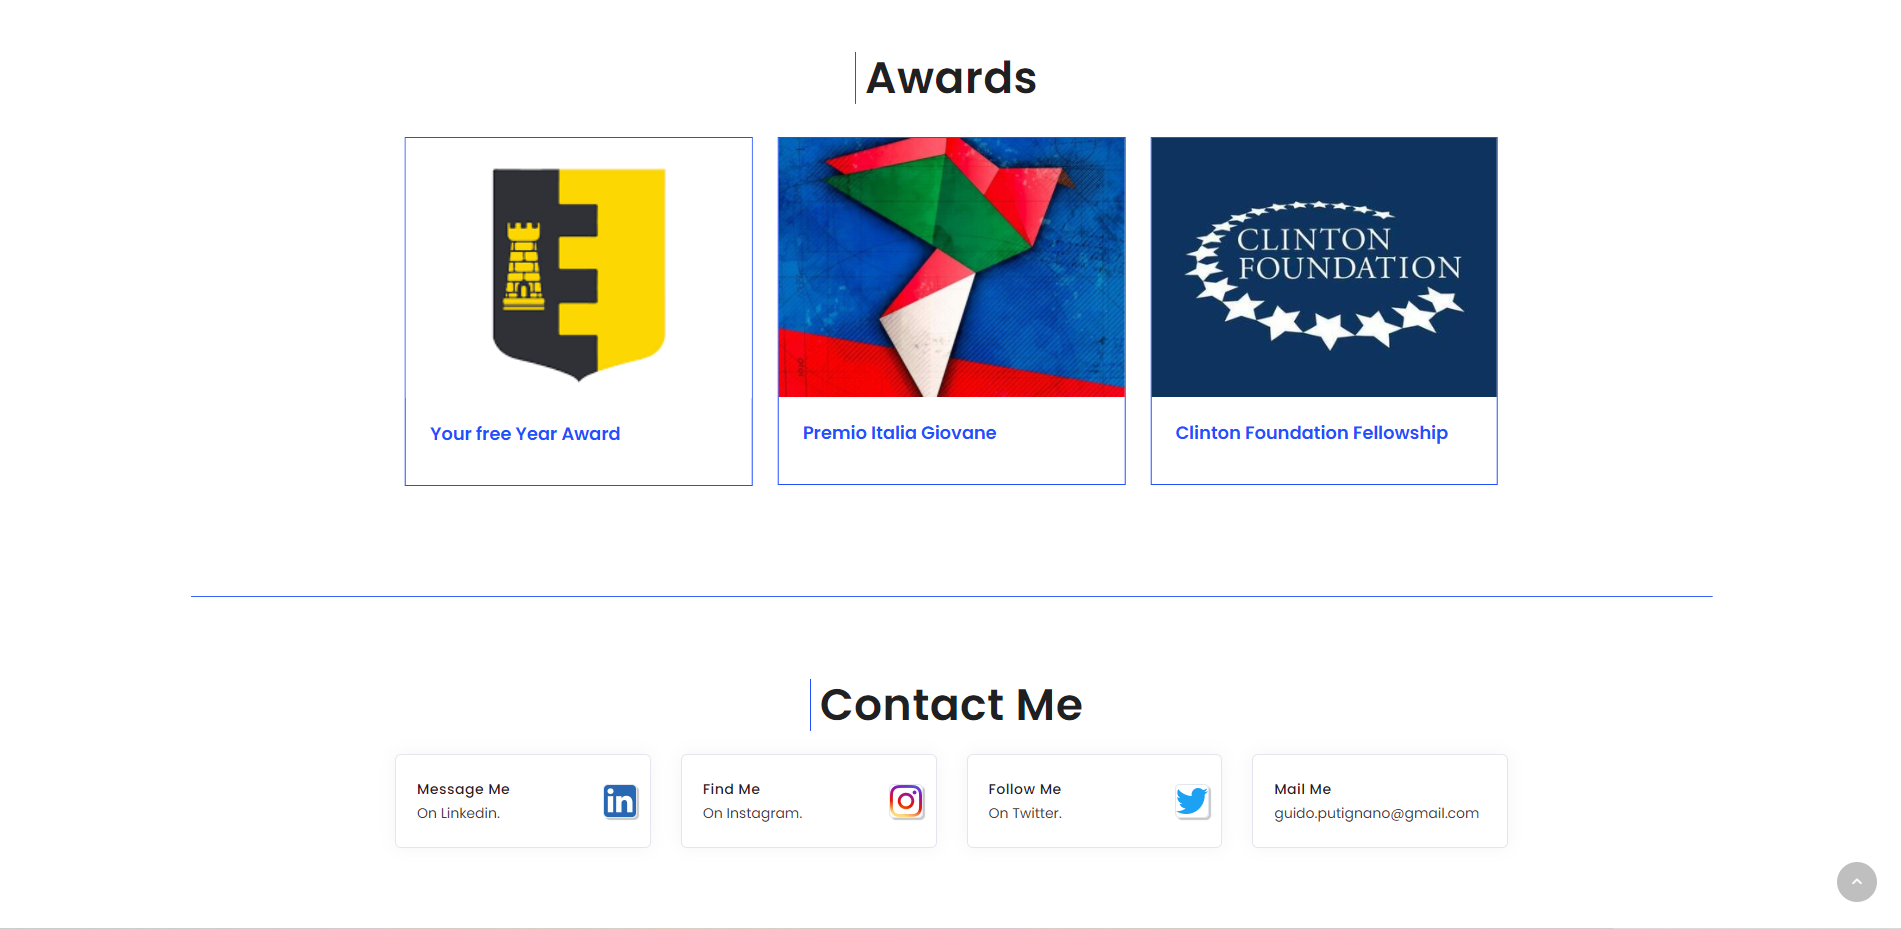 Awards
CLINTON
FOUNDATION
Your free Year Award
Premio Italia Giovane
Clinton Foundation Fellowship
Contact Me
Message Me
On Linkedin.
in
Find Me
On Instagram.
Follow Me
On Twitter.
Mail Me
guido.putignano@gmail.com